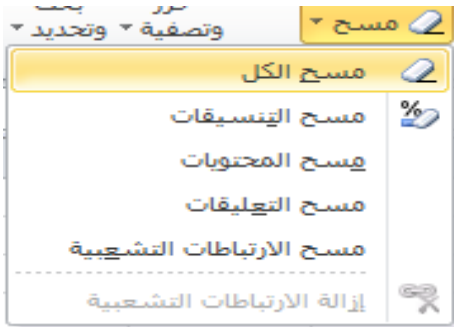 مسح
وتصفية وتحديد
مسح الكل
مسح التنسيقات
مسح المحتويات
مسح التعليقات
مسح الارتباطات التشعبية
إزالة الارتباطات التشعبية